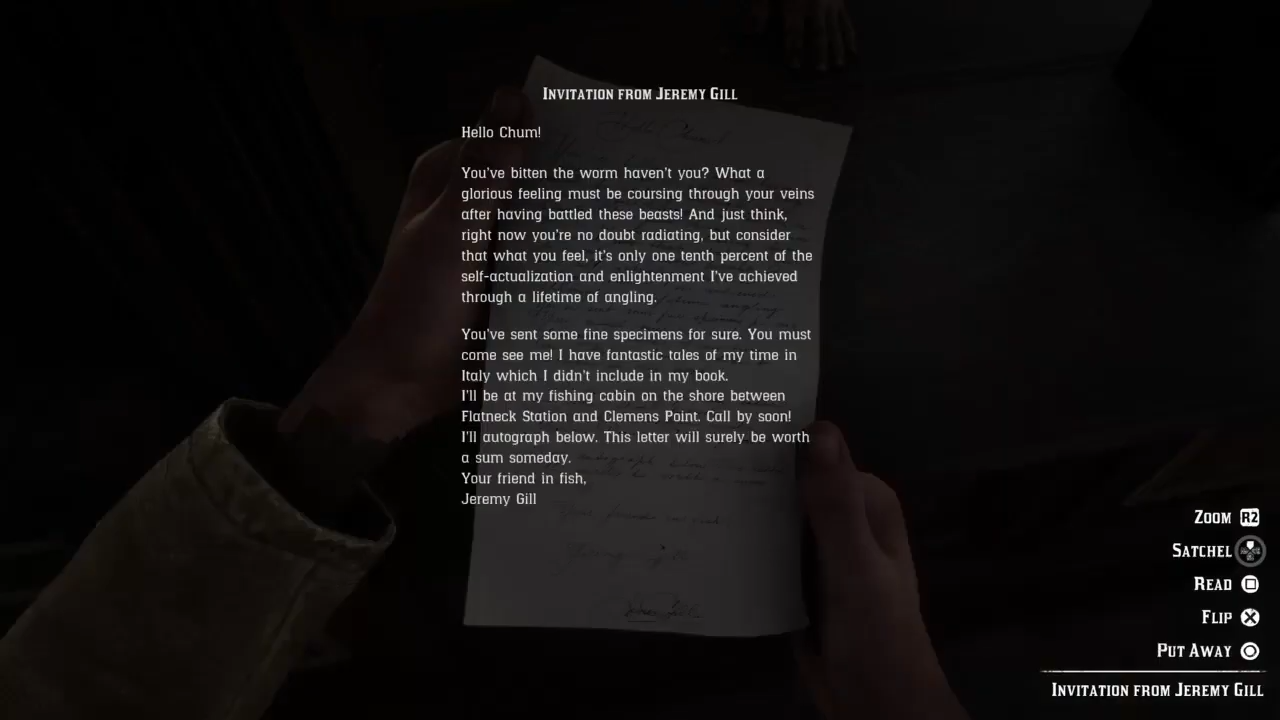 Invitation from Jeremy Gill
Hello Chum!
You've bitten the worm haven't you? What a
glorious feeling must be coursing through your veins
after having battled these beasts! And just think,
right now you're no doubt radiating, but consider
that what you feel, it's only one tenth percent of the
self-actualization and enlightenment I've achieved
through a lifetime of angling.
You've sent some fine specimens for sure. You must
come see me! I have fantastic tales of my time in
Italy which I didn't include in my book.
I'll be at my fishing cabin on the shore between
Flatneck Station and Clemens Point. Call by soon!
I'll autograph below. This letter will surely be worth
a sum someday.
Your friend in fish,
Jeremy Gill
Zoom R2
Satchel
Read
Flip
Put Away
Invitation from Jeremy Gill